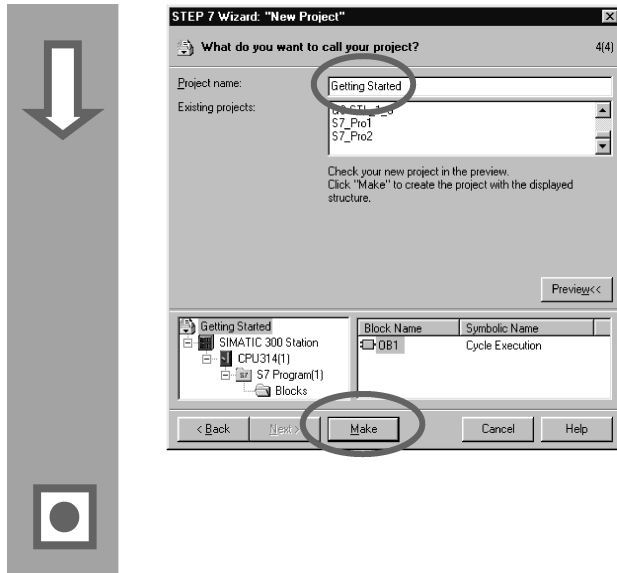 STEP 7 Wizard: "New Project"
What do you want to call your project? 4(4)
Project name: Getting Started
Existing projects:
S7_Pro1
S7_Pro2
Check your new project in the preview.
Click "Make" to create the project with the displayed
structure.
Preview<<
Getting Started
SIMATIC 300 Station
CPU314(1)
S7 Program(1)
Blocks
Block Name Symbolic Name
OB1 Cycle Execution
< Back Next > Make Cancel Help